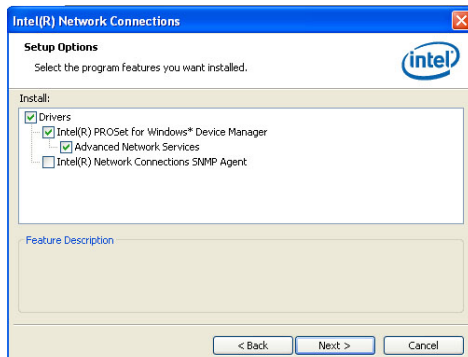 Intel(R) Network Connections
Setup Options
Select the program features you want installed.
intel
Install:
Drivers
Intel(R) PROSet for Windows* Device Manager
Advanced Network Services
Intel(R) Network Connections SNMP Agent
Feature Description
< Back Next > Cancel